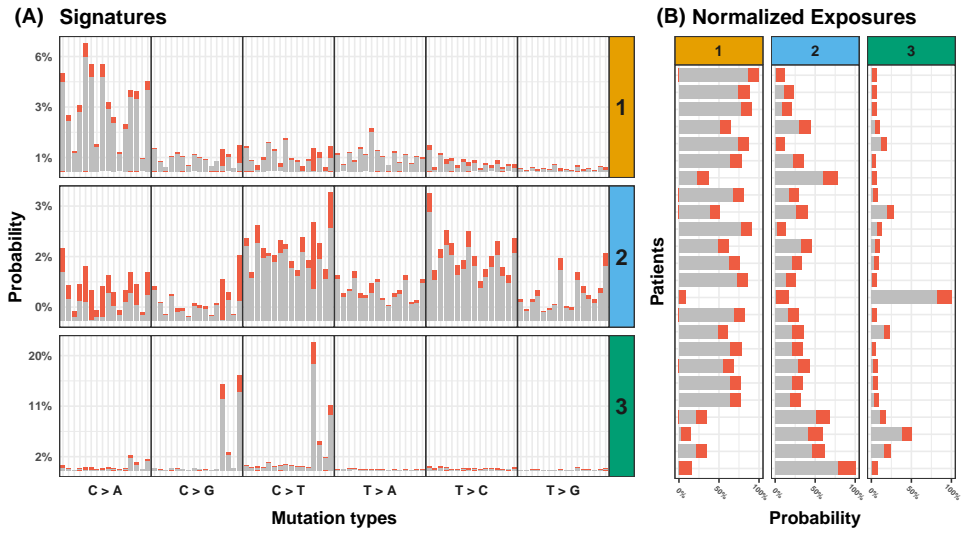 (A) Signatures
6%
3%
1%
1
3%
2%
0%
2
20%
11%
2%
3
C > A C > G C > T T > A T > C T > G
Mutation types
Probability
(B) Normalized Exposures
1 2 3
Patients
0% 50% 100% 0% 50% 100% 0% 50% 100%
Probability